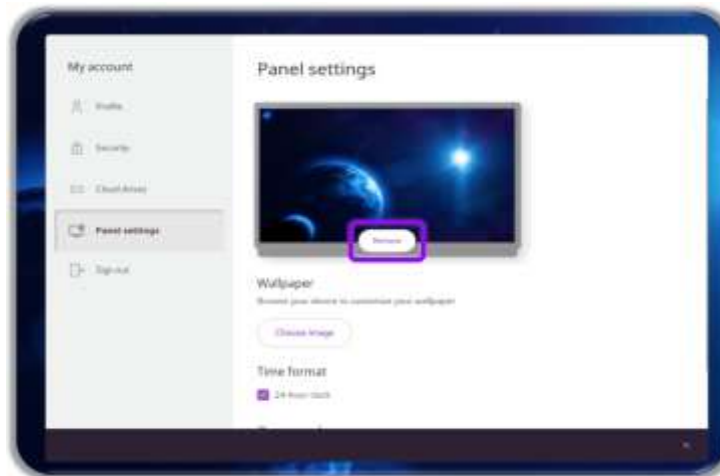 My account
Profile
Security
Cloud drives
Panel settings
Sign out
Panel settings
Remove
Wallpaper
Browse your device to customize your wallpaper
Choose image
Time format
24-hour clock